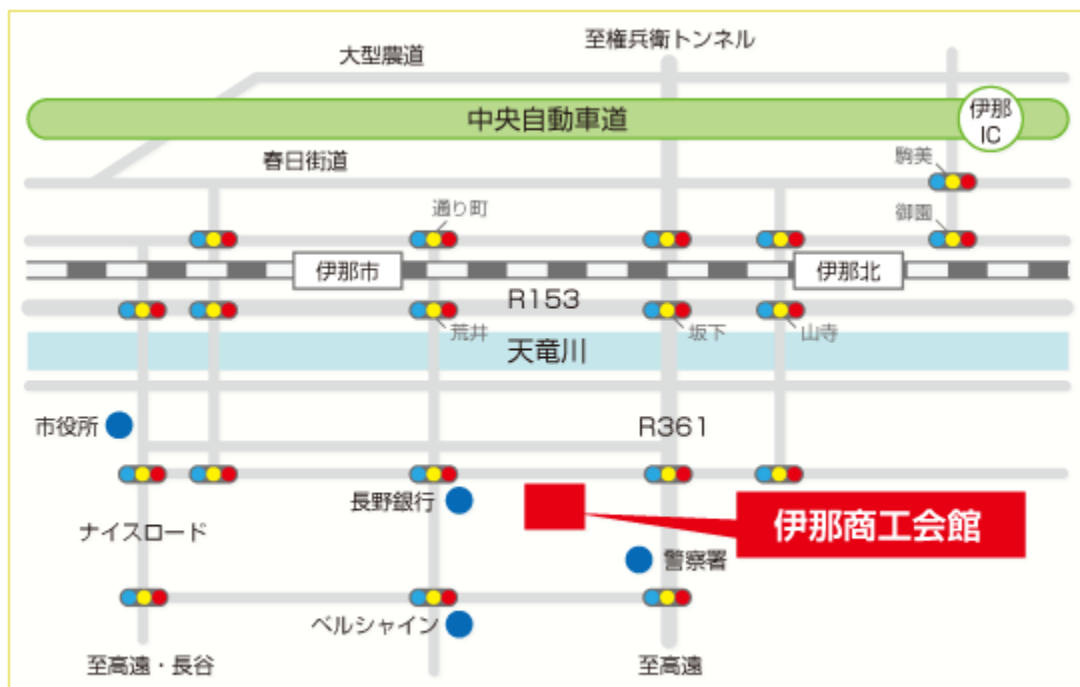 至権兵衛トンネル
大型農道
中央自動車道
伊那
IC
春日街道
駒美
通り町
御園
伊那市
伊那北
R153
荒井
坂下
山寺
天竜川
市役所
R361
長野銀行
伊那商工会館
ナイスロード
警察署
ベルシャイン
至高遠・長谷
至高遠